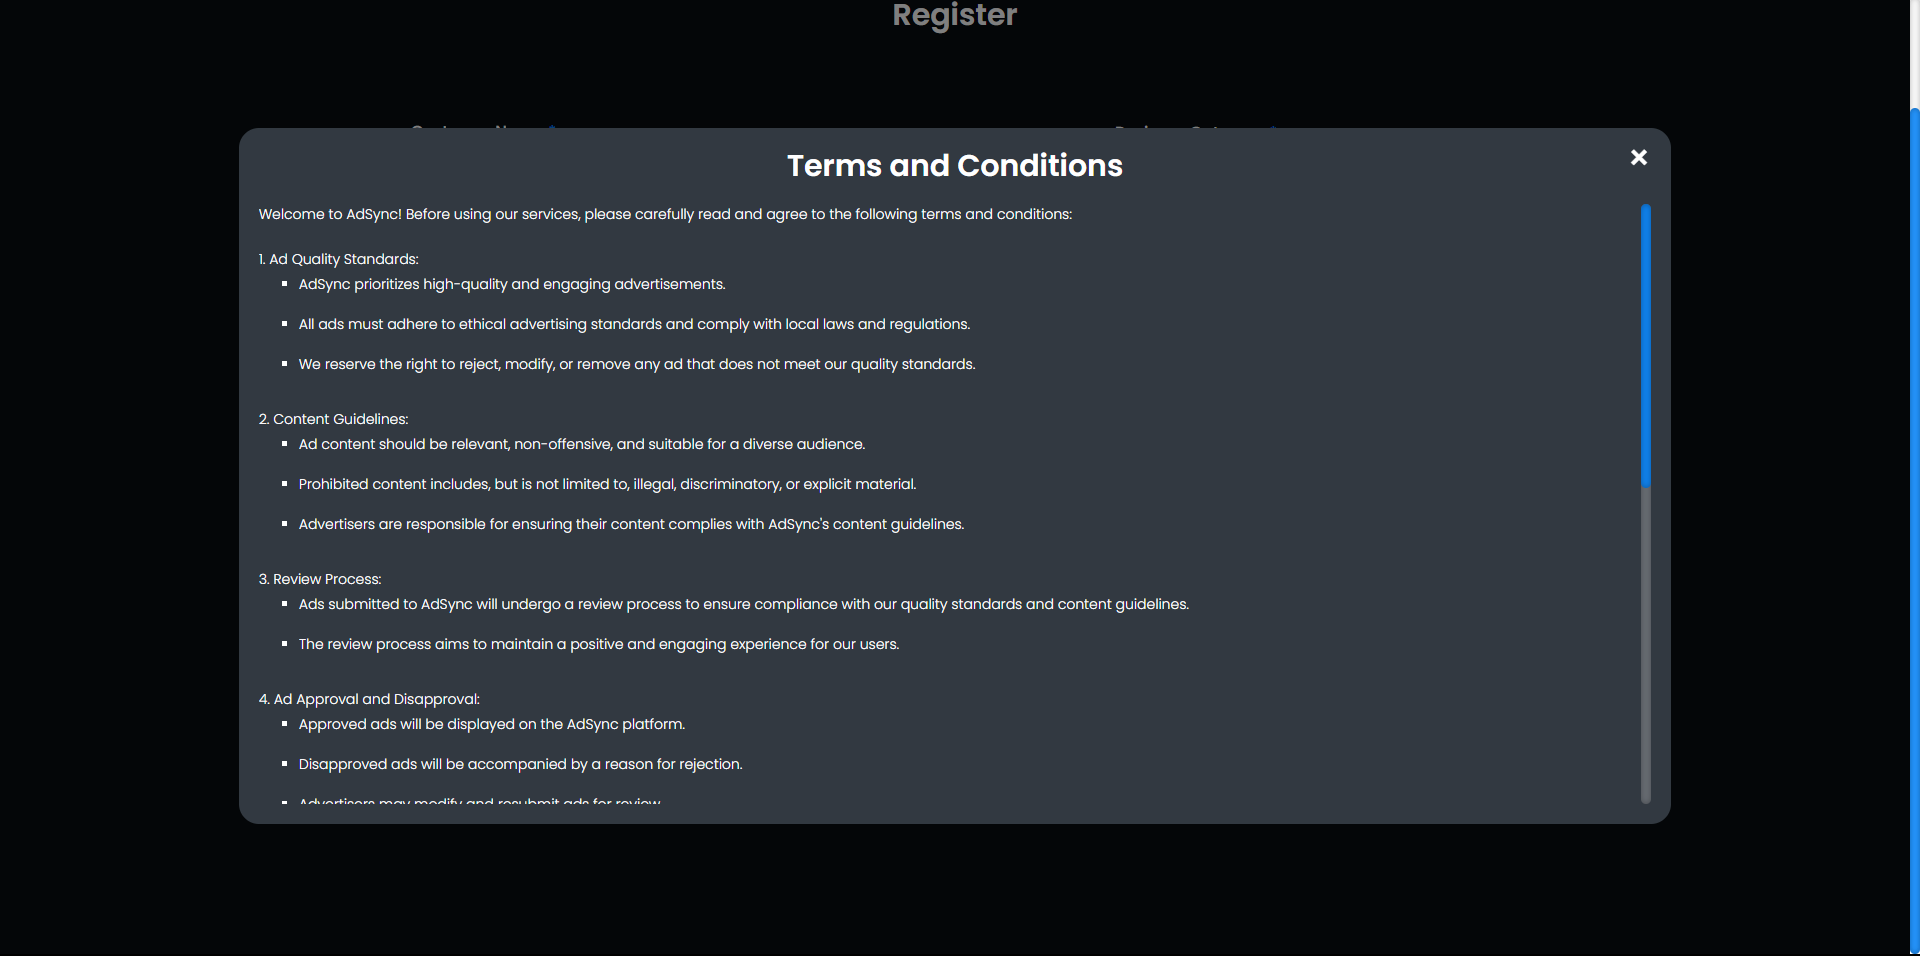 Register
Terms and Conditions
Welcome to AdSync! Before using our services, please carefully read and agree to the following terms and conditions:
1. Ad Quality Standards:
▪ AdSync prioritizes high-quality and engaging advertisements.
▪ All ads must adhere to ethical advertising standards and comply with local laws and regulations.
▪ We reserve the right to reject, modify, or remove any ad that does not meet our quality standards.
2. Content Guidelines:
▪ Ad content should be relevant, non-offensive, and suitable for a diverse audience.
▪ Prohibited content includes, but is not limited to, illegal, discriminatory, or explicit material.
▪ Advertisers are responsible for ensuring their content complies with AdSync's content guidelines.
3. Review Process:
▪ Ads submitted to AdSync will undergo a review process to ensure compliance with our quality standards and content guidelines.
▪ The review process aims to maintain a positive and engaging experience for our users.
4. Ad Approval and Disapproval:
▪ Approved ads will be displayed on the AdSync platform.
▪ Disapproved ads will be accompanied by a reason for rejection.
▪ Advertisers may modify and resubmit ads for review